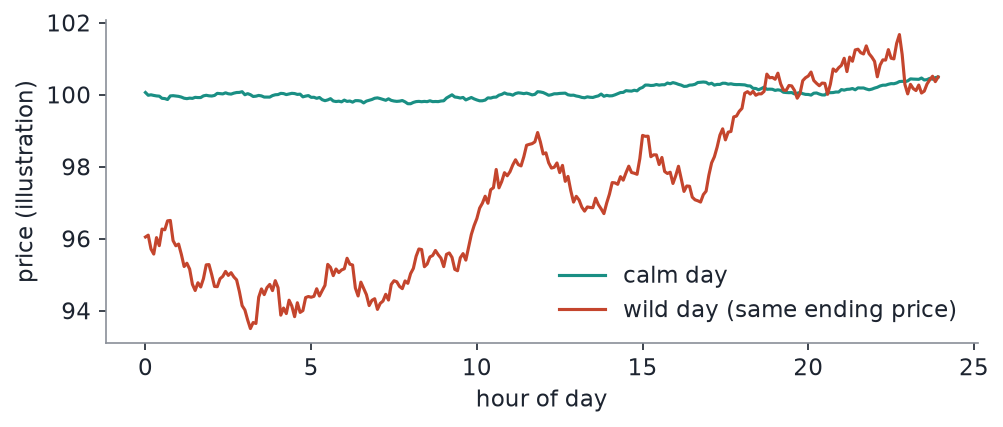 102
100
98
96
94
price (illustration)
calm day
wild day (same ending price)
0 5 10 15 20 25
hour of day